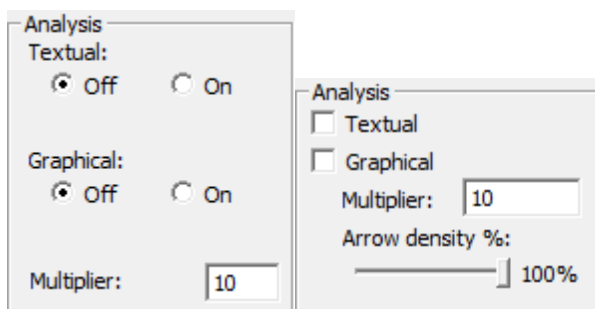 Analysis
Textual:
Off On
Graphical:
Off On
Multiplier: 10
Analysis
Textual
Graphical
Multiplier: 10
Arrow density %:
100%